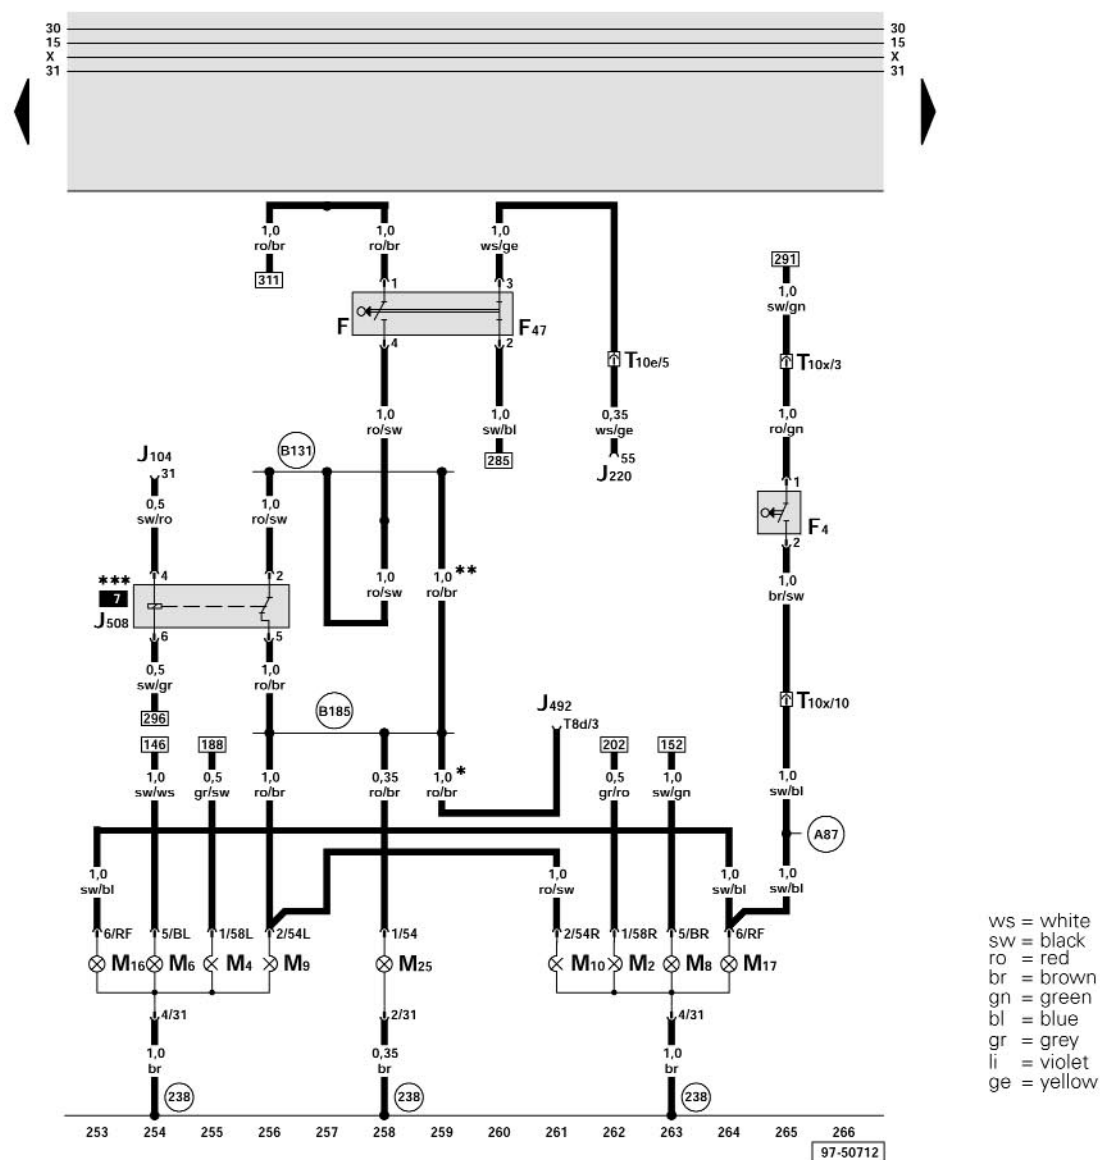 30 30
15 15
X X
31 31
1,0 1,0 1,0
ro/br ro/br ws/ge
311
291
1 3
1,0
sw/gn
F F47
4 2
T10e/5 T10x/3
1,0 1,0 0,35 1,0
ro/sw sw/bl ws/ge ro/gn
B131
J104
31
285
55
J220
1
0,5 1,0
sw/ro ro/sw
F4
2
*** 4 2
7
J508
6 5
1,0 1,0 ** 1,0
ro/sw ro/br br/sw
0,5 1,0
sw/gr ro/br
296
B185
J492
T8d/3
T10x/10
146 188 202 152
1,0 0,5 1,0 0,35 1,0 * 0,5 1,0 1,0
sw/ws gr/sw ro/br ro/br ro/br gr/ro sw/gn sw/bl
A87
1,0 1,0 1,0 1,0
sw/bl ro/sw sw/bl sw/bl
6/RF 5/BL 1/58L 2/54L 1/54 2/54R 1/58R 5/BR 6/RF
M16 M6 M4 M9 M25 M10 M2 M8 M17
4/31 2/31 4/31
1,0 0,35 1,0
br br br
238 238 238
253 254 255 256 257 258 259 260 261 262 263 264 265 266
97-50712
ws = white
sw = black
ro = red
br = brown
gn = green
bl = blue
gr = grey
li = violet
ge = yellow